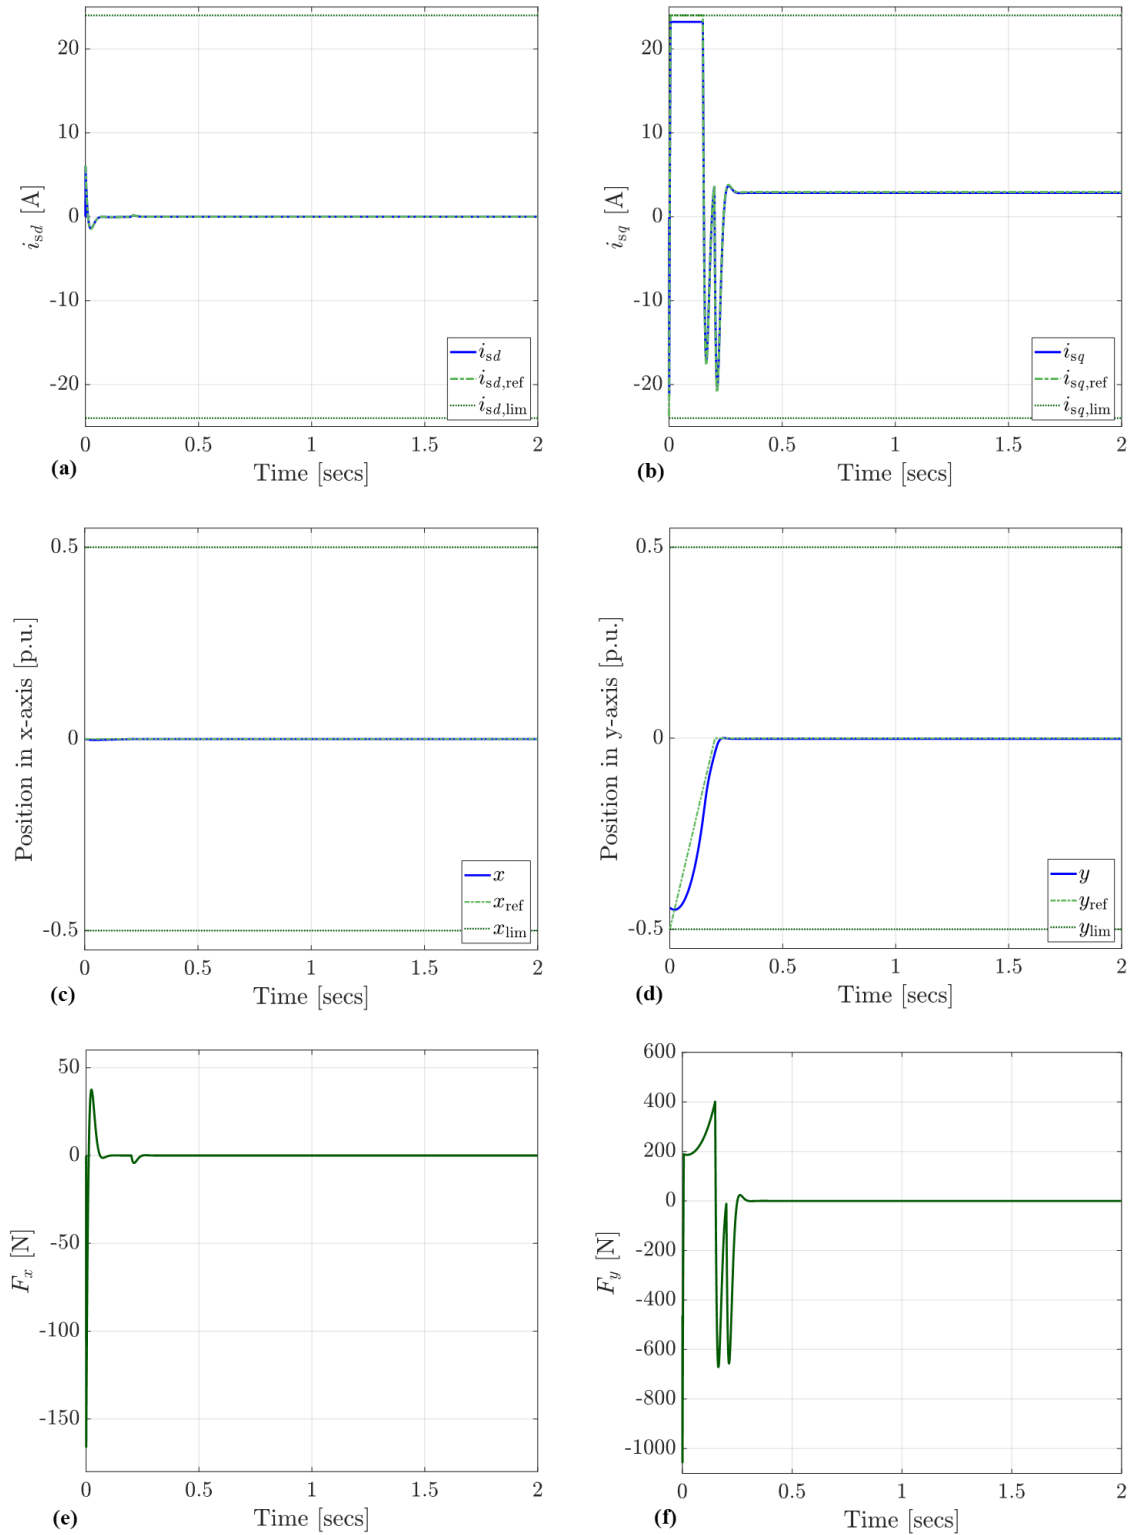 20
10
0
-10
-20
i_sd [A]
i_sd
i_sd,ref
i_sd,lim
0 0.5 1 1.5 2
(a) Time [secs]
20
10
0
-10
-20
i_sq [A]
i_sq
i_sq,ref
i_sq,lim
0 0.5 1 1.5 2
(b) Time [secs]
0.5
0
-0.5
Position in x-axis [p.u.]
x
x_ref
x_lim
0 0.5 1 1.5 2
(c) Time [secs]
0.5
0
-0.5
Position in y-axis [p.u.]
y
y_ref
y_lim
0 0.5 1 1.5 2
(d) Time [secs]
50
0
-50
-100
-150
F_x [N]
0 0.5 1 1.5 2
(e) Time [secs]
600
400
200
0
-200
-400
-600
-800
-1000
F_y [N]
0 0.5 1 1.5 2
(f) Time [secs]